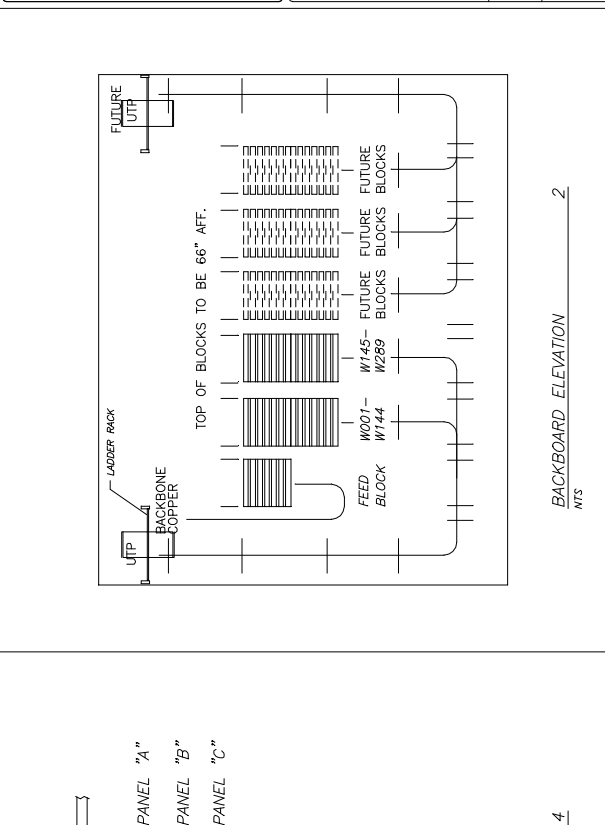 LADDER RACK
UTP
BACKBONE
COPPER
FUTURE
UTP
TOP OF BLOCKS TO BE 66" AFF.
FEED
BLOCK
W001-
W144
W145-
W289
FUTURE
BLOCKS
FUTURE
BLOCKS
FUTURE
BLOCKS
BACKBOARD ELEVATION 2
NTS
PANEL "A"
PANEL "B"
PANEL "C"
4